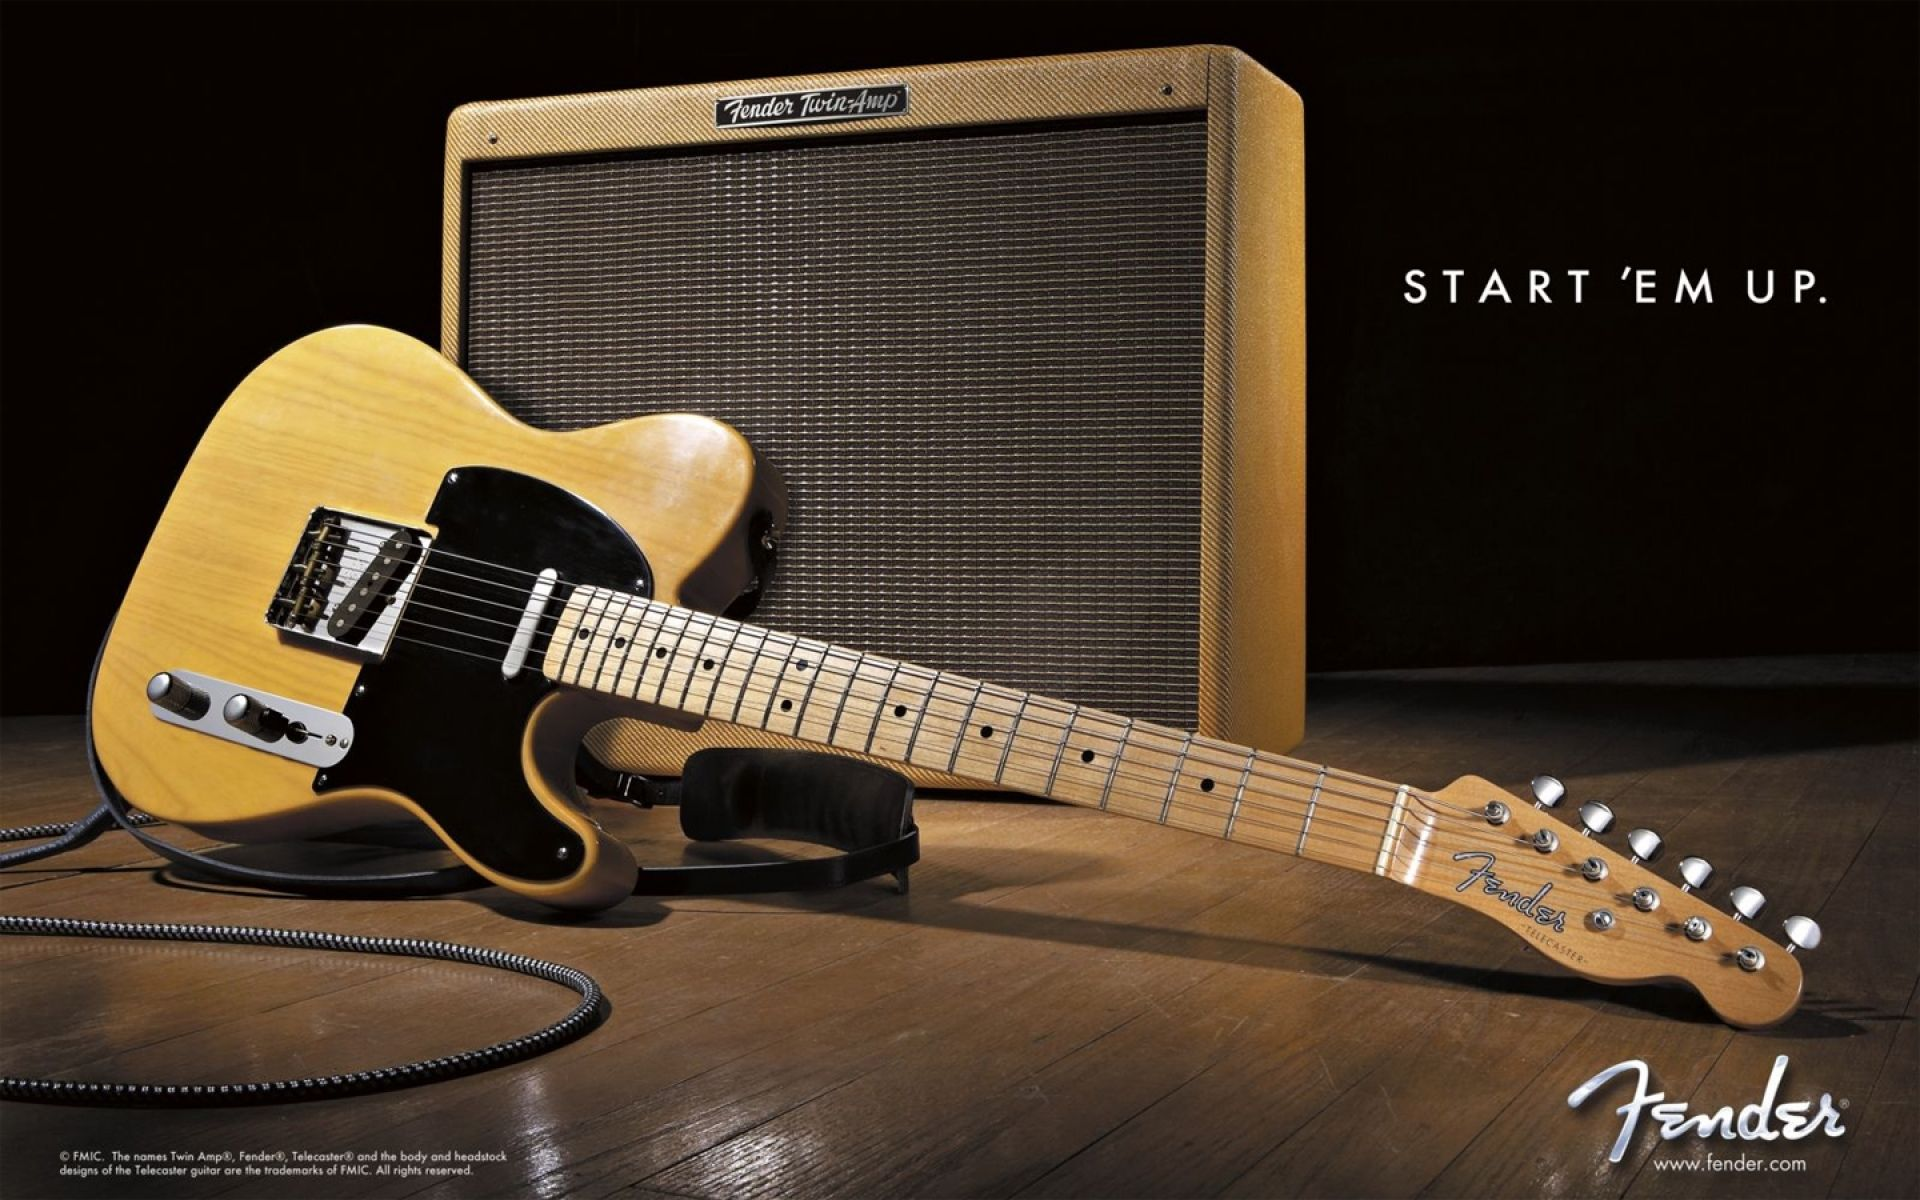 Fender Twin-Amp
START 'EM UP.
Fender
-TELECASTER-
Fender®
www.fender.com
© FMIC. The names Twin Amp®, Fender®, Telecaster® and the body and headstock
designs of the Telecaster guitar are the trademarks of FMIC. All rights reserved.